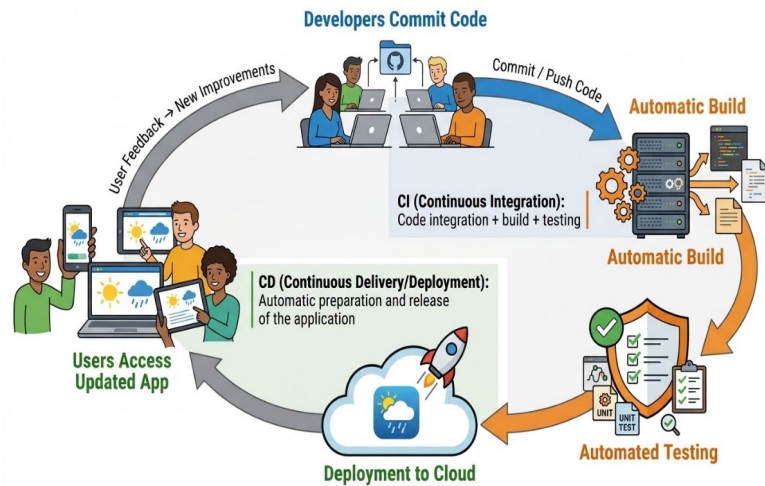 Developers Commit Code
User Feedback → New Improvements
Commit / Push Code
Automatic Build
CI (Continuous Integration):
Code integration + build + testing
Automatic Build
CD (Continuous Delivery/Deployment):
Automatic preparation and release
of the application
Users Access
Updated App
UNIT
UNIT
TEST
Automated Testing
Deployment to Cloud